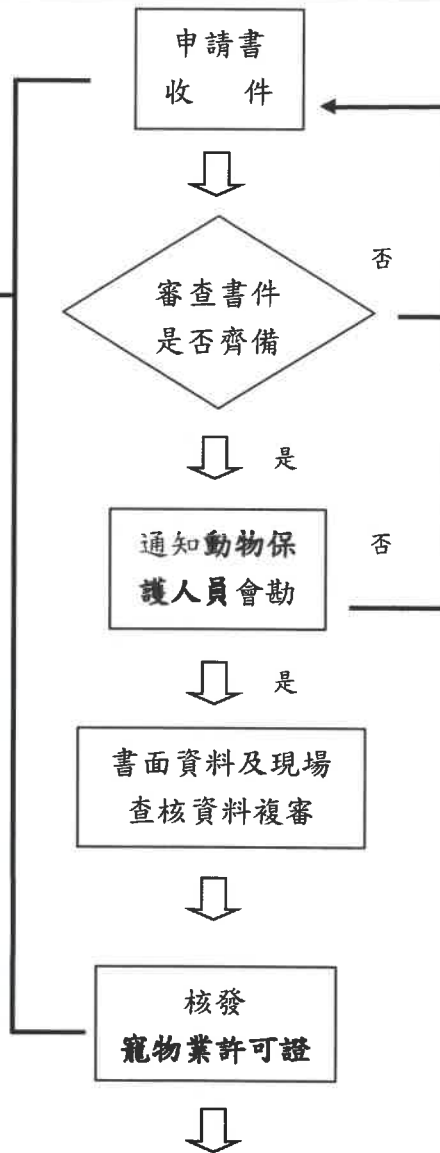 申請書
收 件
否
審查書件
是否齊備
是
通知動物保
護人員會勘
否
是
書面資料及現場
查核資料複審
核發
寵物業許可證